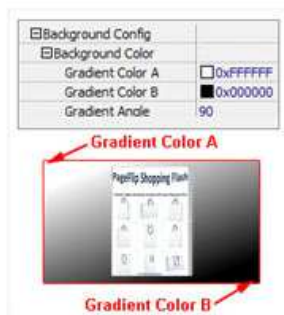 Background Config
Background Color
Gradient Color A 0xFFFFFF
Gradient Color B 0x000000
Gradient Angle 90
Gradient Color A
PageFlip Shopping Flash
Gradient Color B